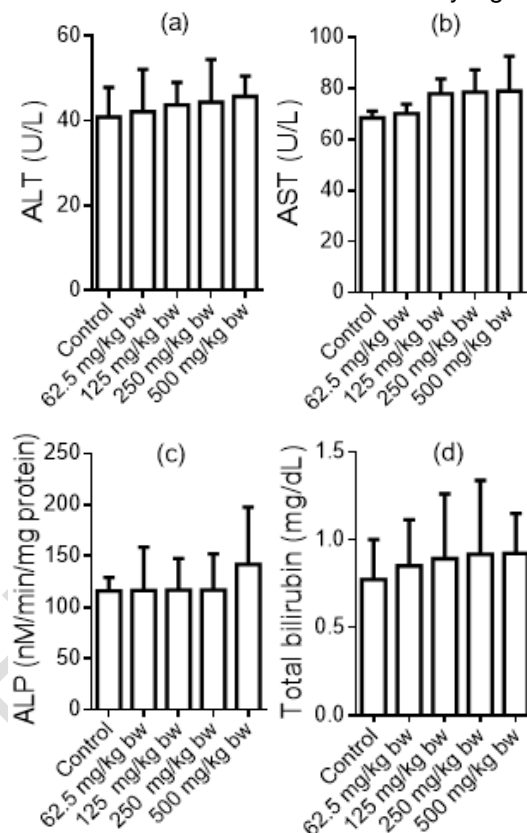 (a)
ALT (U/L)
60
40
20
0
Control
62.5 mg/kg bw
125 mg/kg bw
250 mg/kg bw
500 mg/kg bw
(b)
AST (U/L)
100
80
60
40
20
0
Control
62.5 mg/kg bw
125 mg/kg bw
250 mg/kg bw
500 mg/kg bw
(c)
ALP (nM/min/mg protein)
250
200
150
100
50
0
Control
62.5 mg/kg bw
125 mg/kg bw
250 mg/kg bw
500 mg/kg bw
(d)
Total bilirubin (mg/dL)
1.5
1.0
0.5
0.0
Control
62.5 mg/kg bw
125 mg/kg bw
250 mg/kg bw
500 mg/kg bw